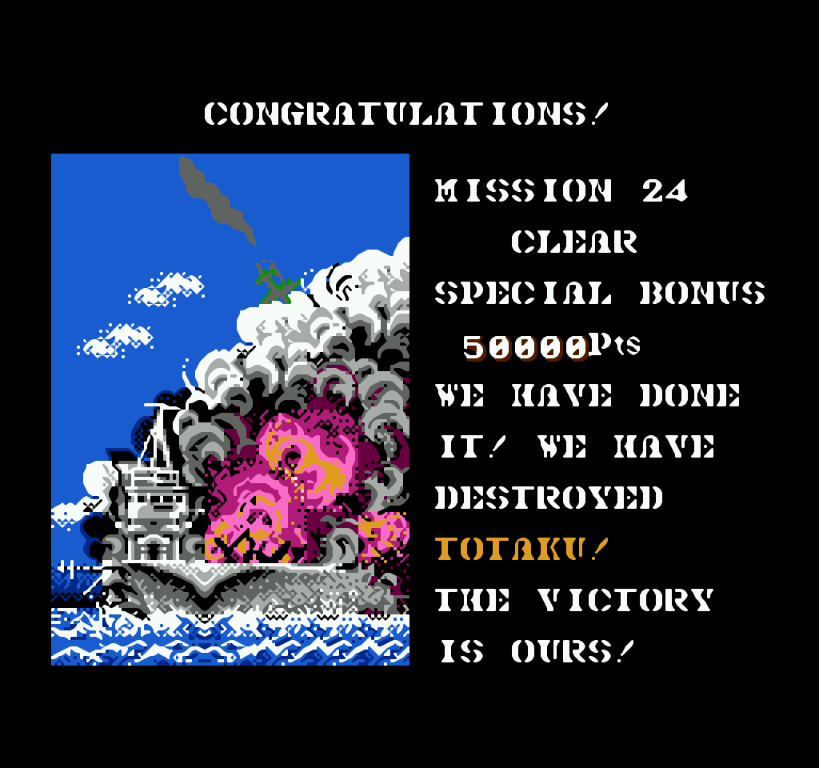 CONGRATULATIONS!
MISSION 24
CLEAR
SPECIAL BONUS
50000Pts
WE HAVE DONE
IT! WE HAVE
DESTROYED
TOTAKU!
THE VICTORY
IS OURS!